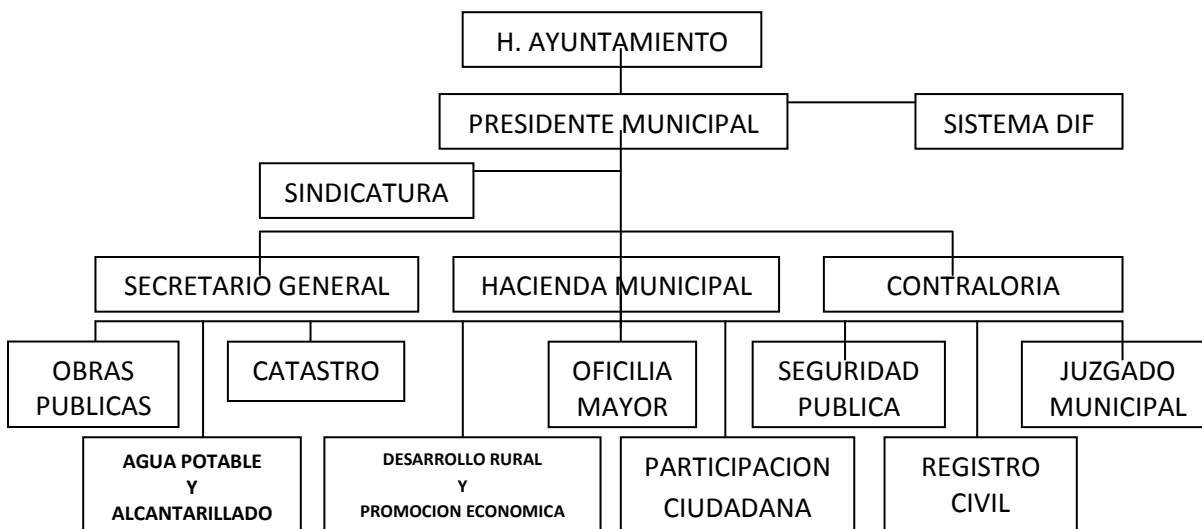 H. AYUNTAMIENTO
PRESIDENTE MUNICIPAL
SISTEMA DIF
SINDICATURA
SECRETARIO GENERAL
HACIENDA MUNICIPAL
CONTRALORIA
OBRAS
PUBLICAS
CATASTRO
OFICILIA
MAYOR
SEGURIDAD
PUBLICA
JUZGADO
MUNICIPAL
AGUA POTABLE
Y
ALCANTARILLADO
DESARROLLO RURAL
Y
PROMOCION ECONOMICA
PARTICIPACION
CIUDADANA
REGISTRO
CIVIL